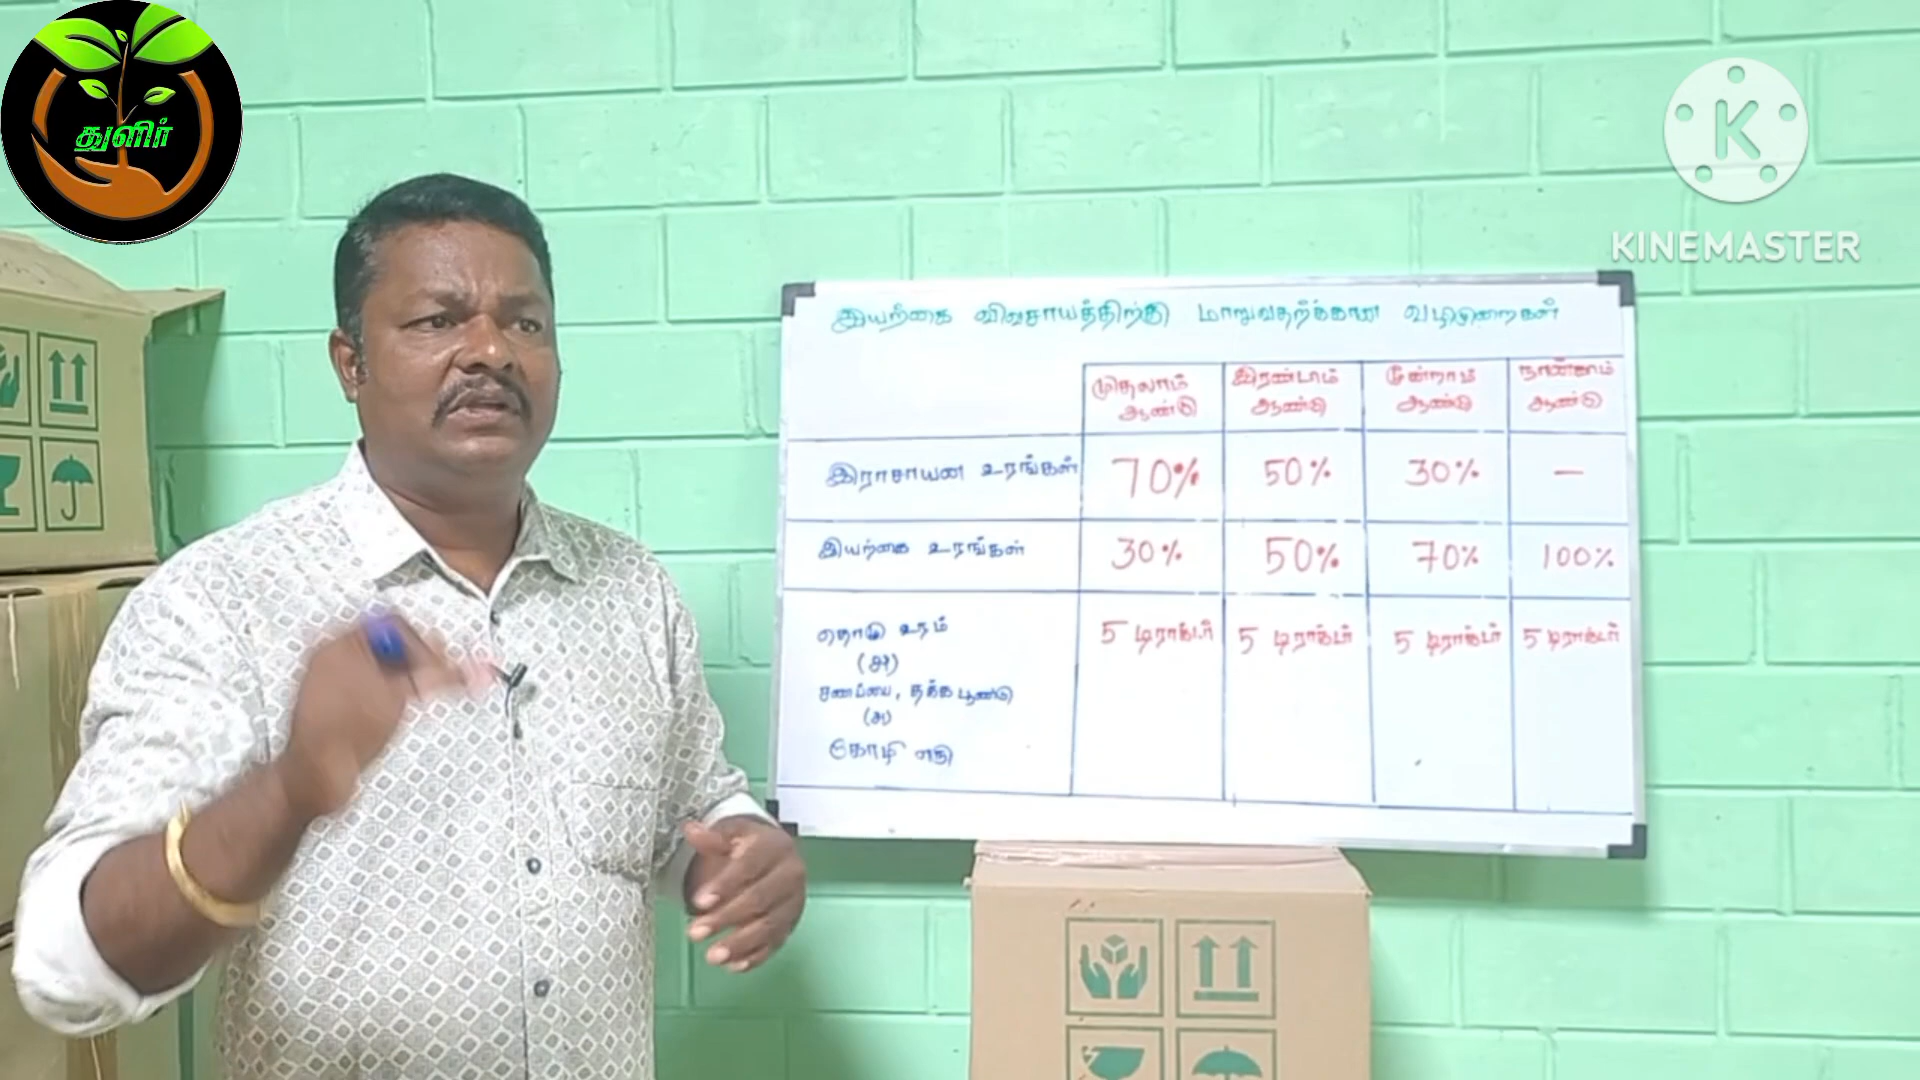 துளிர்
KINEMASTER
இயற்கை விவசாயத்திற்கு மாறுவதற்க்கான வழிமுறைகள்
முதலாம் ஆண்டு இரண்டாம் ஆண்டு மூன்றாம் ஆண்டு நான்காம் ஆண்டு
இராசாயன உரங்கள் 70% 50% 30% —
இயற்கை உரங்கள் 30% 50% 70% 100%
தொழு உரம் 5 டிராக்டர் 5 டிராக்டர் 5 டிராக்டர் 5 டிராக்டர்
(அ)
சணப்பை, தக்க பூண்டு
(அ)
கோழி எரு